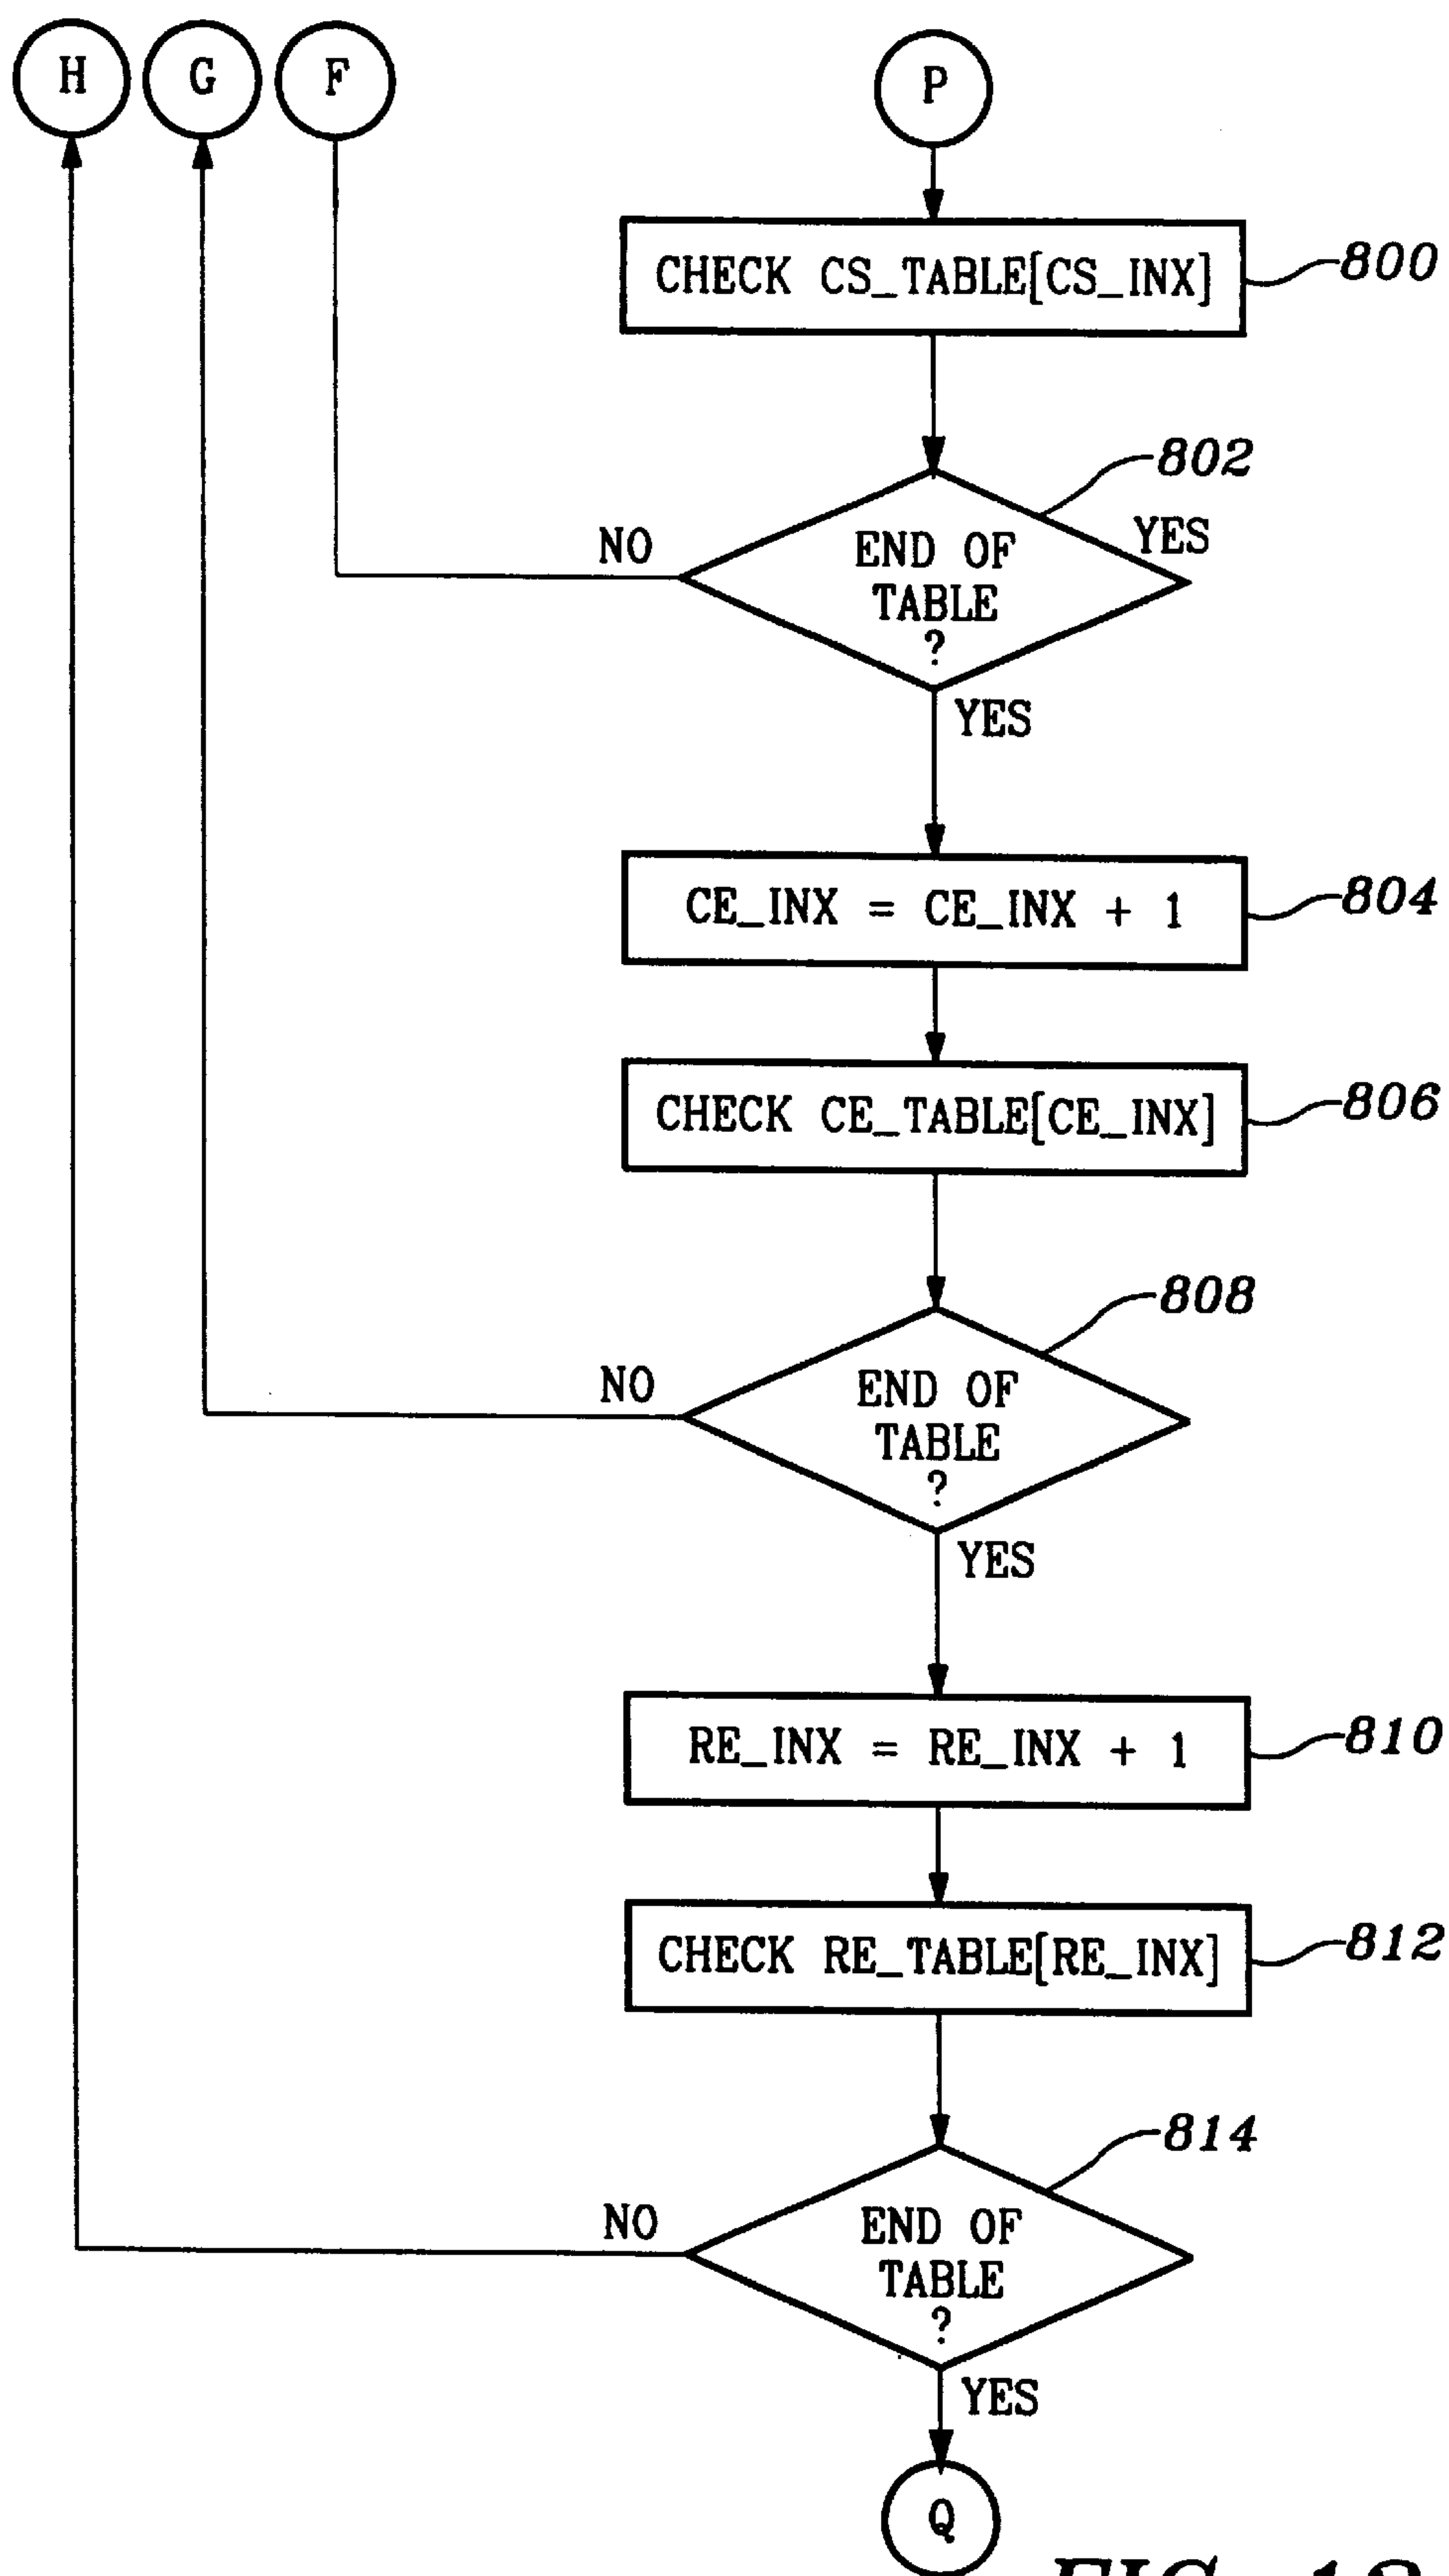 H G F P
CHECK CS_TABLE[CS_INX]
800
802
NO
YES
END OF
TABLE
?
YES
CE_INX = CE_INX + 1
804
CHECK CE_TABLE[CE_INX]
806
808
NO
END OF
TABLE
?
YES
RE_INX = RE_INX + 1
810
CHECK RE_TABLE[RE_INX]
812
814
NO
END OF
TABLE
?
YES
Q